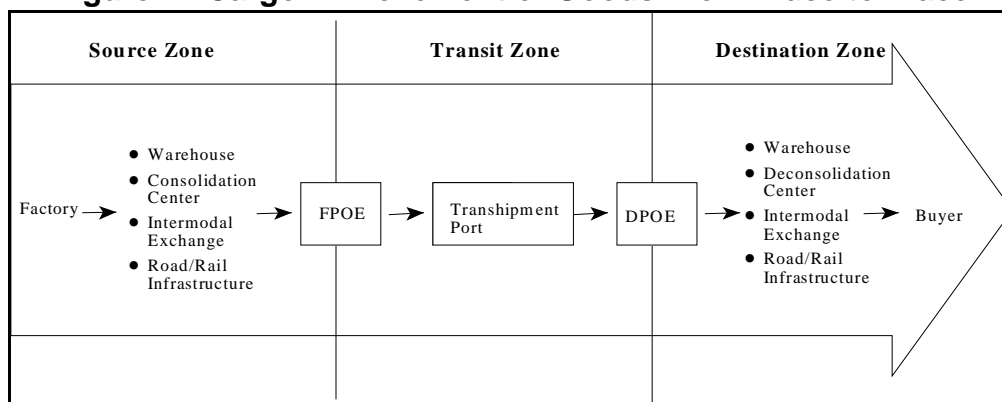 Source Zone
Transit Zone
Destination Zone
Factory
● Warehouse
● Consolidation
Center
● Intermodal
Exchange
● Road/Rail
Infrastructure
FPOE
Transhipment
Port
DPOE
● Warehouse
● Deconsolidation
Center
● Intermodal
Exchange
● Road/Rail
Infrastructure
Buyer